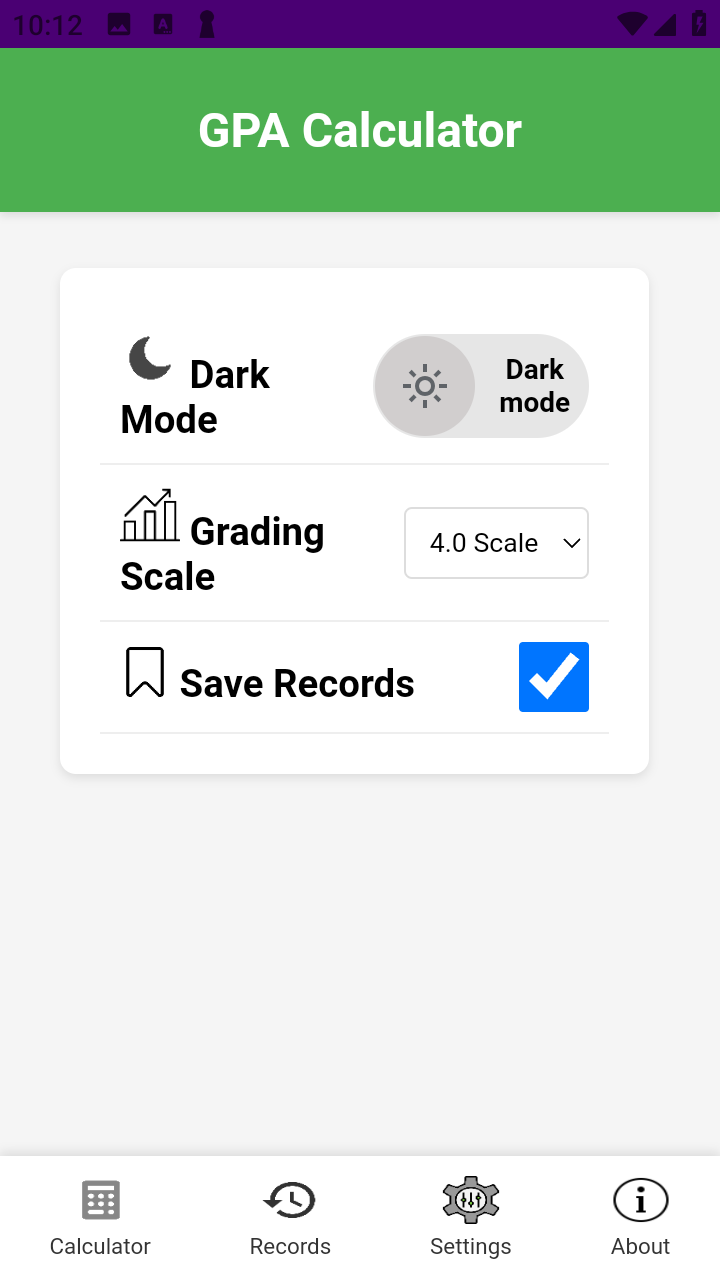 10:12
GPA Calculator
Dark
Mode
Dark
mode
Grading
Scale
4.0 Scale
Save Records
Calculator
Records
Settings
About